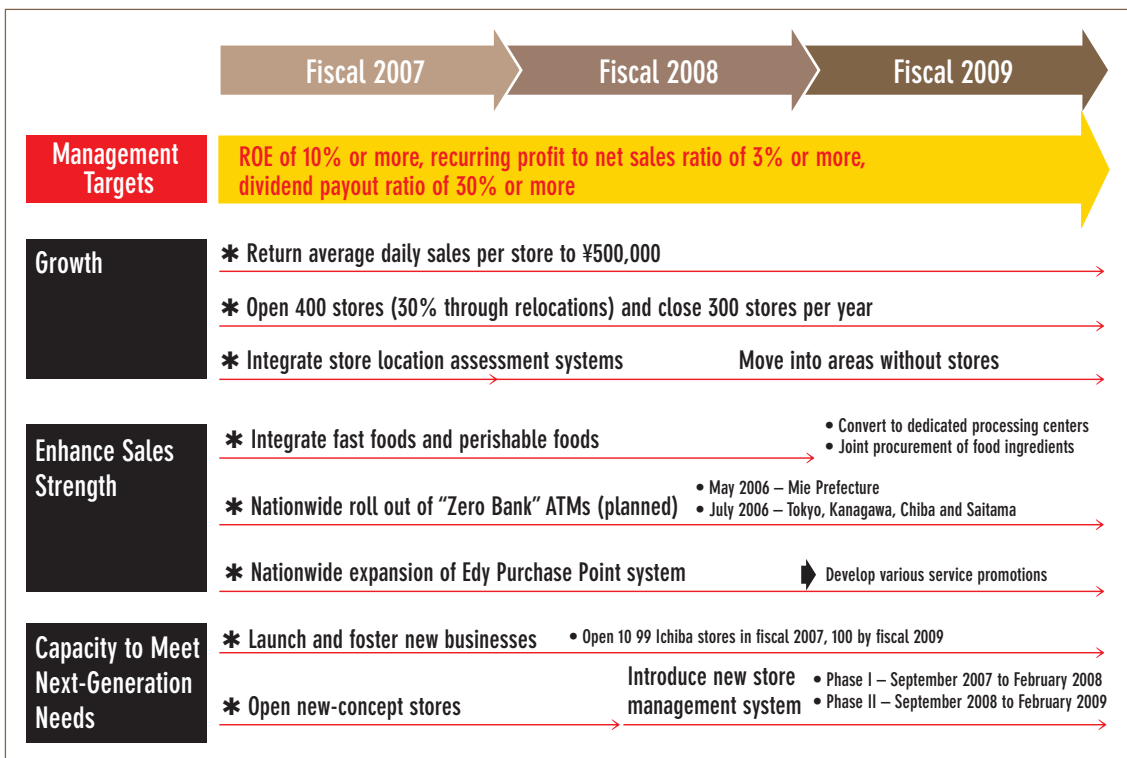 Fiscal 2007
Fiscal 2008
Fiscal 2009
Management
Targets
ROE of 10% or more, recurring profit to net sales ratio of 3% or more,
dividend payout ratio of 30% or more
Growth
✱ Return average daily sales per store to ¥500,000
✱ Open 400 stores (30% through relocations) and close 300 stores per year
✱ Integrate store location assessment systems
Move into areas without stores
Enhance Sales
Strength
✱ Integrate fast foods and perishable foods
• Convert to dedicated processing centers
• Joint procurement of food ingredients
✱ Nationwide roll out of “Zero Bank” ATMs (planned)
• May 2006 – Mie Prefecture
• July 2006 – Tokyo, Kanagawa, Chiba and Saitama
✱ Nationwide expansion of Edy Purchase Point system
Develop various service promotions
Capacity to Meet
Next-Generation
Needs
✱ Launch and foster new businesses
• Open 10 99 Ichiba stores in fiscal 2007, 100 by fiscal 2009
✱ Open new-concept stores
Introduce new store
management system
• Phase I – September 2007 to February 2008
• Phase II – September 2008 to February 2009